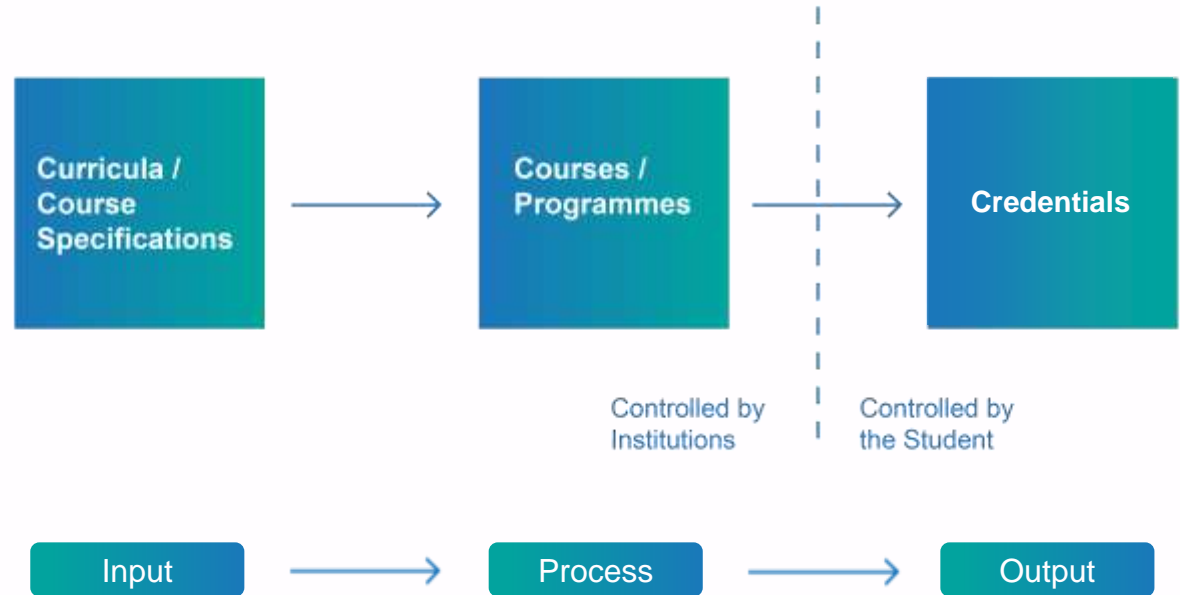 Curricula /
Course
Specifications
Courses /
Programmes
Credentials
Controlled by
Institutions
Controlled by
the Student
Input
Process
Output